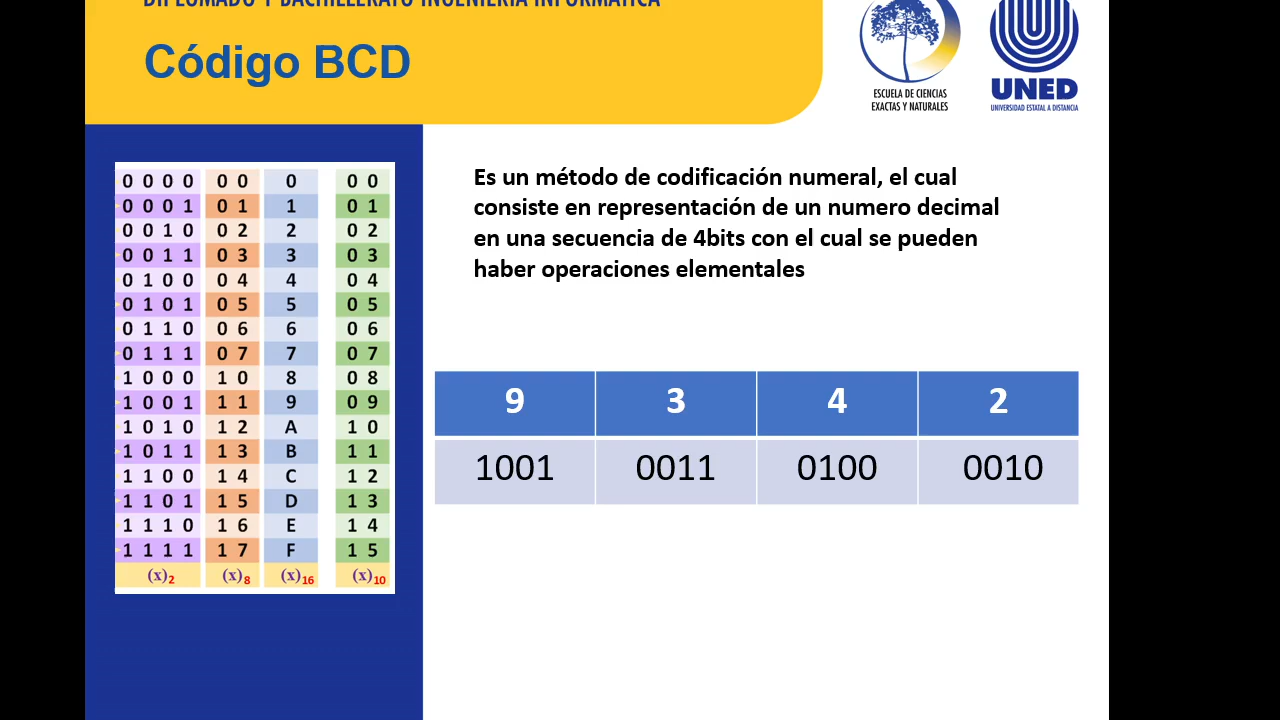 DIPLOMADO Y BACHILLERATO INGENIERÍA INFORMÁTICA
Código BCD
ESCUELA DE CIENCIAS
EXACTAS Y NATURALES
UNED
UNIVERSIDAD ESTATAL A DISTANCIA
0 0 0 0 0 0 0 0 0
0 0 0 1 0 1 1 0 1
0 0 1 0 0 2 2 0 2
0 0 1 1 0 3 3 0 3
0 1 0 0 0 4 4 0 4
0 1 0 1 0 5 5 0 5
0 1 1 0 0 6 6 0 6
0 1 1 1 0 7 7 0 7
1 0 0 0 1 0 8 0 8
1 0 0 1 1 1 9 0 9
1 0 1 0 1 2 A 1 0
1 0 1 1 1 3 B 1 1
1 1 0 0 1 4 C 1 2
1 1 0 1 1 5 D 1 3
1 1 1 0 1 6 E 1 4
1 1 1 1 1 7 F 1 5
(x)2 (x)8 (x)16 (x)10
Es un método de codificación numeral, el cual
consiste en representación de un numero decimal
en una secuencia de 4bits con el cual se pueden
haber operaciones elementales
9 3 4 2
1001 0011 0100 0010